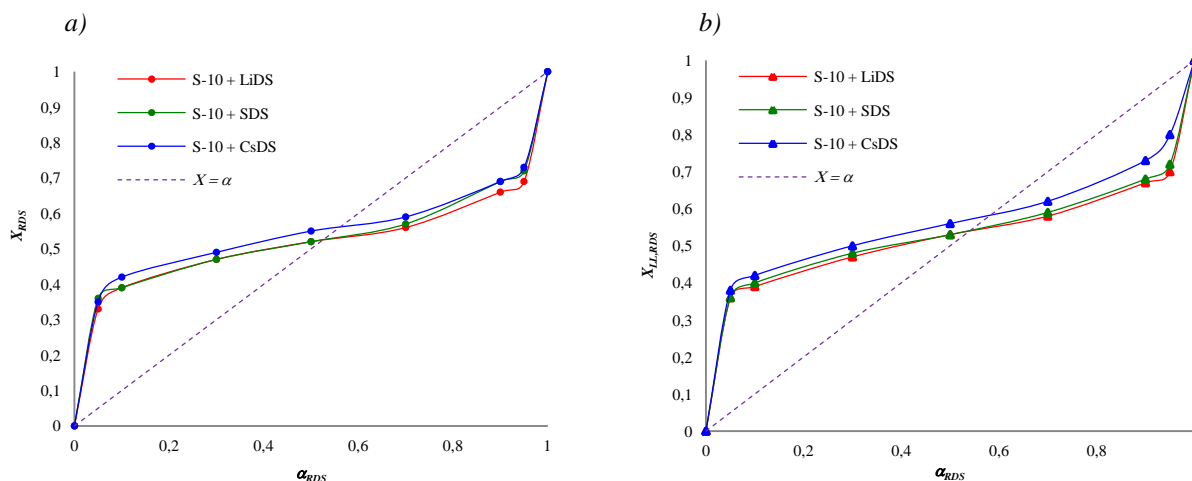 a)
1
0,9
0,8
0,7
0,6
0,5
0,4
0,3
0,2
0,1
0
0 0,2 0,4 0,6 0,8 1
X_RDS
α_RDS
S-10 + LiDS
S-10 + SDS
S-10 + CsDS
X = α
b)
1
0,9
0,8
0,7
0,6
0,5
0,4
0,3
0,2
0,1
0
0 0,2 0,4 0,6 0,8
X_LL,RDS
α_RDS
S-10 + LiDS
S-10 + SDS
S-10 + CsDS
X = α